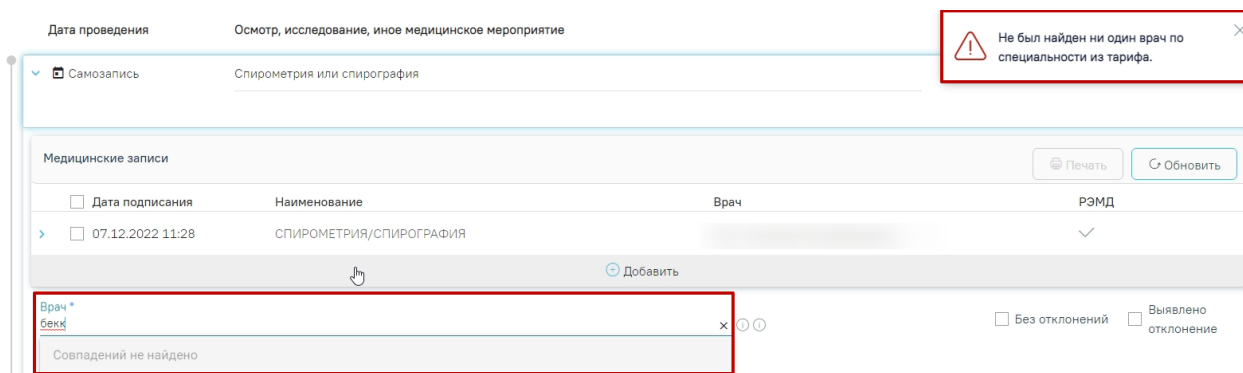 Дата проведения
Осмотр, исследование, иное медицинское мероприятие
Не был найден ни один врач по
специальности из тарифа.
Самозапись
Спирометрия или спирография
Медицинские записи
Печать
Обновить
Дата подписания
Наименование
Врач
РЭМД
07.12.2022 11:28
СПИРОМЕТРИЯ/СПИРОГРАФИЯ
Добавить
Врач *
бекк
Без отклонений
Выявлено
отклонение
Совпадений не найдено